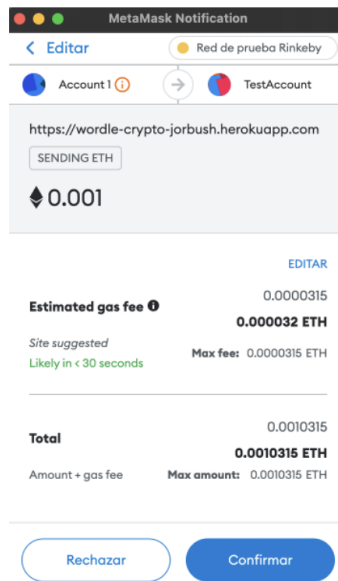 MetaMask Notification
Editar
Red de prueba Rinkeby
Account 1
TestAccount
https://wordle-crypto-jorbush.herokuapp.com
SENDING ETH
0.001
EDITAR
Estimated gas fee
0.0000315
0.000032 ETH
Site suggested
Likely in < 30 seconds
Max fee: 0.0000315 ETH
Total
0.0010315
0.0010315 ETH
Amount + gas fee
Max amount: 0.0010315 ETH
Rechazar
Confirmar